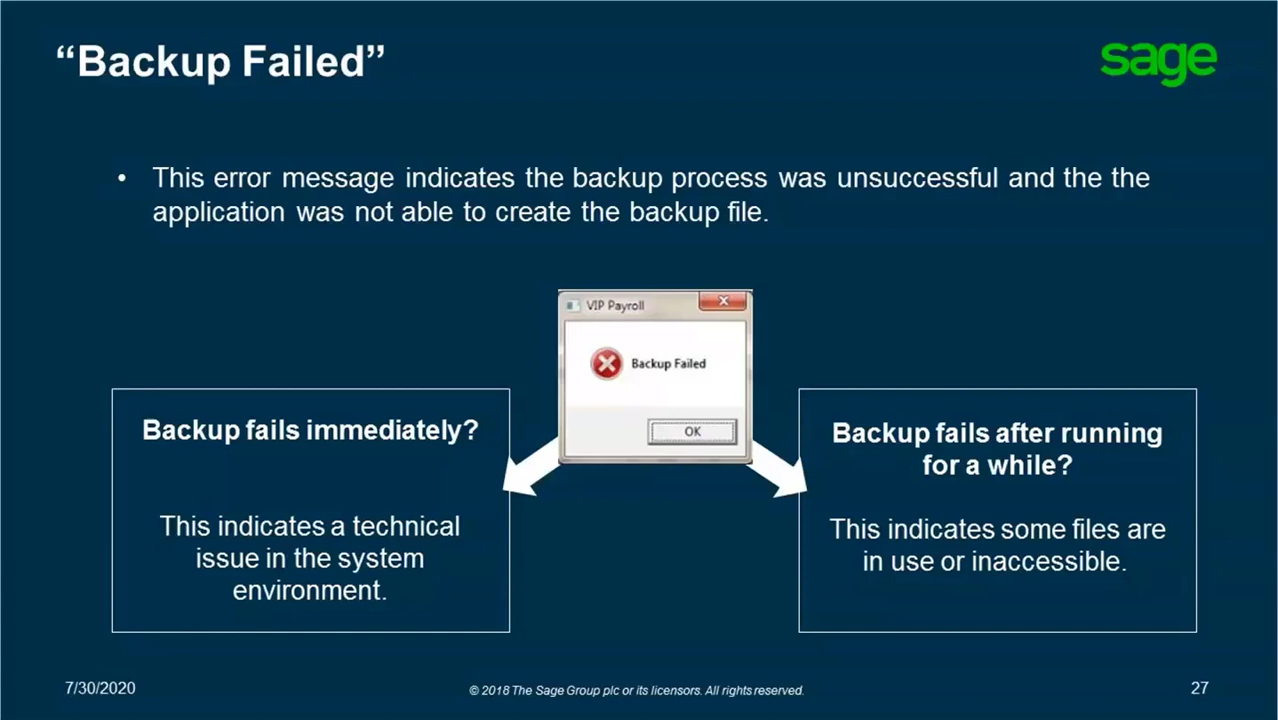 “Backup Failed”
sage
• This error message indicates the backup process was unsuccessful and the the
application was not able to create the backup file.
VIP Payroll
Backup Failed
OK
Backup fails immediately?
This indicates a technical
issue in the system
environment.
Backup fails after running
for a while?
This indicates some files are
in use or inaccessible.
7/30/2020
© 2018 The Sage Group plc or its licensors. All rights reserved.
27